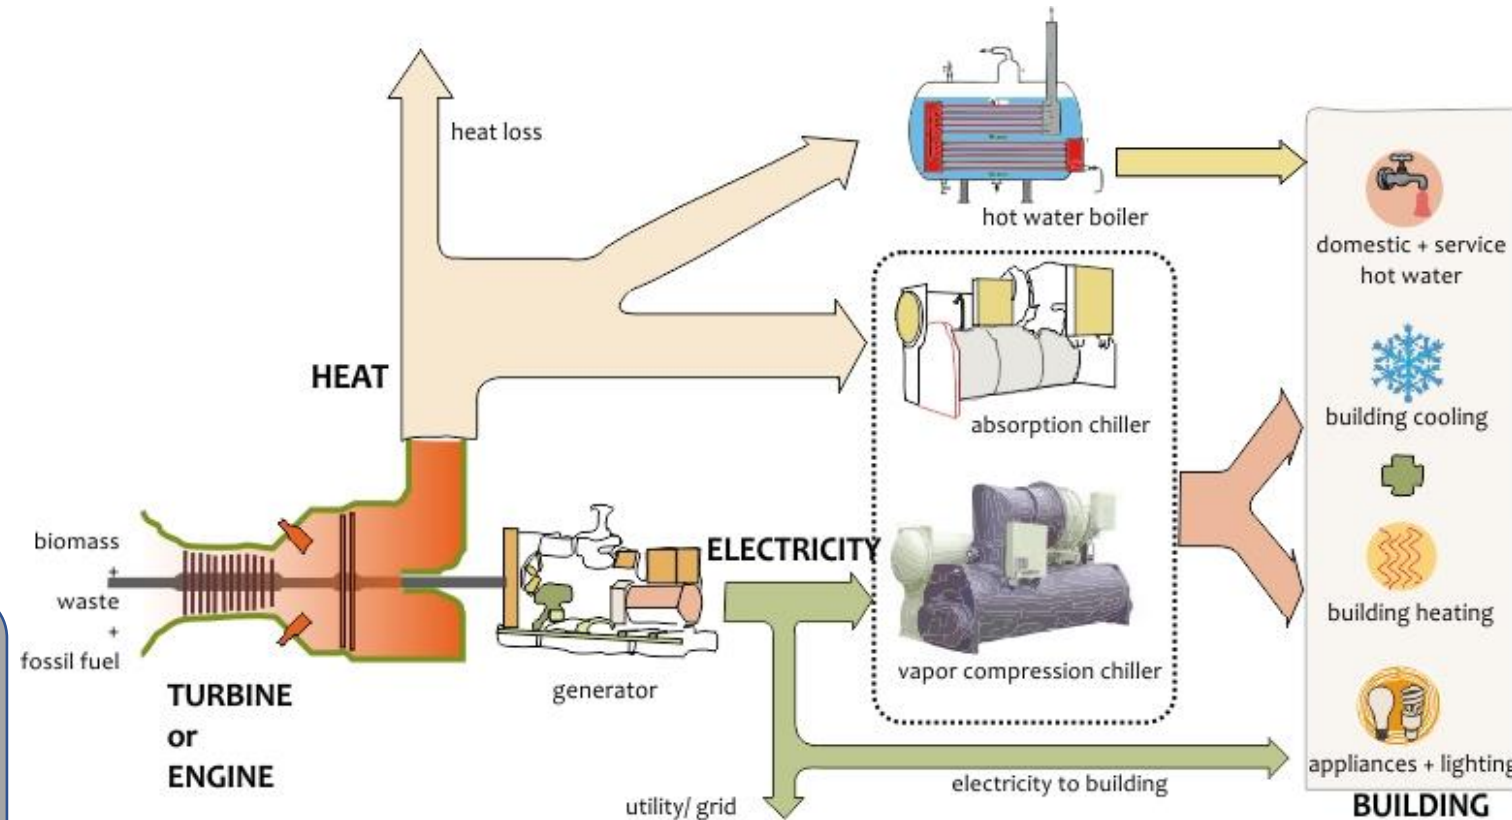 heat loss
hot water boiler
domestic + service
hot water
HEAT
absorption chiller
building cooling
biomass
+
waste
+
fossil fuel
ELECTRICITY
building heating
TURBINE
or
ENGINE
generator
vapor compression chiller
appliances + lighting
electricity to building
utility/ grid
BUILDING